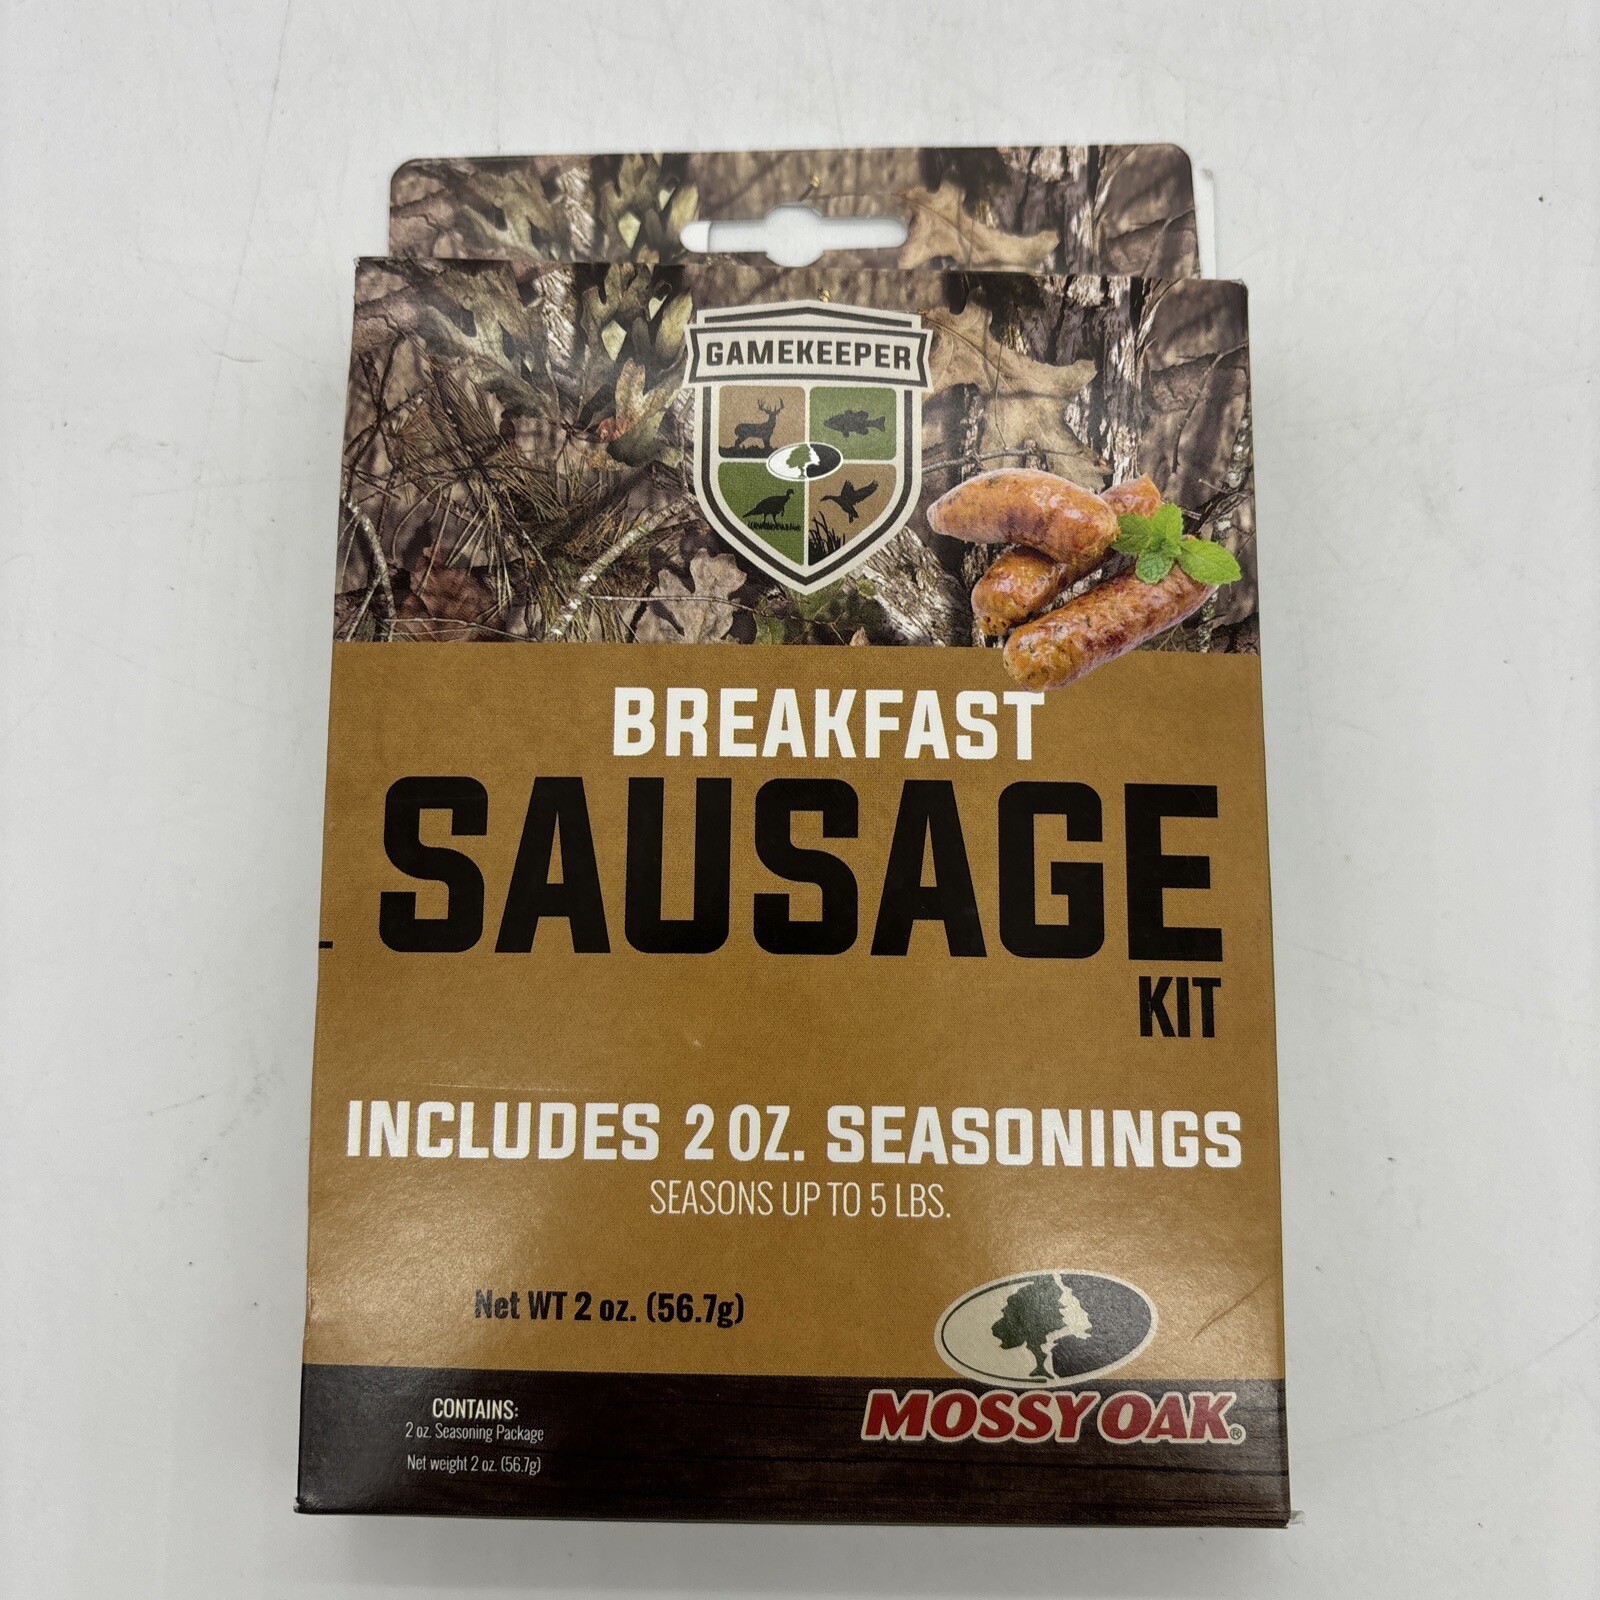 GAMEKEEPER
BREAKFAST
SAUSAGE
KIT
INCLUDES 2 OZ. SEASONINGS
SEASONS UP TO 5 LBS.
Net WT 2 oz. (56.7g)
CONTAINS:
2 oz. Seasoning Package
Net weight 2 oz. (56.7g)
MOSSY OAK®